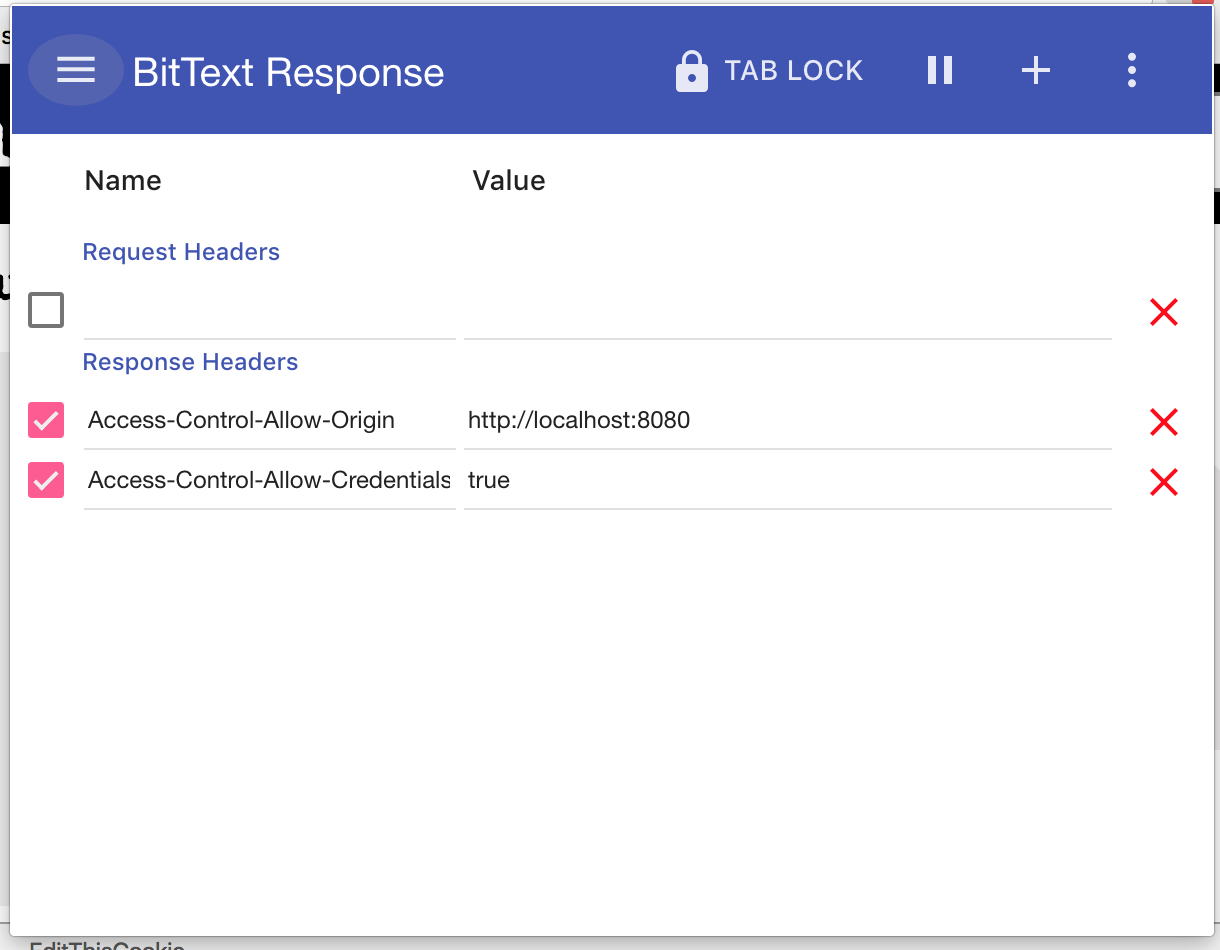 BitText Response TAB LOCK
Name Value
Request Headers
Response Headers
Access-Control-Allow-Origin http://localhost:8080
Access-Control-Allow-Credentials true
EditThisCookie